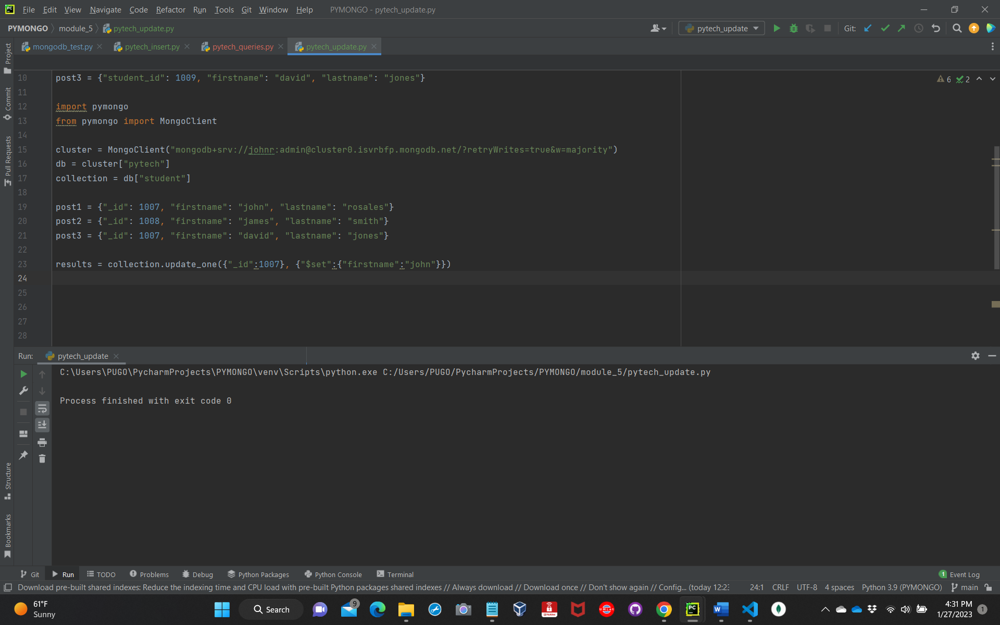 File Edit View Navigate Code Refactor Run Tools Git Window Help PYMONGO - pytech_update.py
PYMONGO module_5 pytech_update.py pytech_update Git:
mongodb_test.py pytech_insert.py pytech_queries.py pytech_update.py
Project
Commit
Pull Requests
10 post3 = {"student_id": 1009, "firstname": "david", "lastname": "jones"}
6 2
11
12 import pymongo
13 from pymongo import MongoClient
14
15 cluster = MongoClient("mongodb+srv://johnr:admin@cluster0.isvrbfp.mongodb.net/?retryWrites=true&w=majority")
16 db = cluster["pytech"]
17 collection = db["student"]
18
19 post1 = {"_id": 1007, "firstname": "john", "lastname": "rosales"}
20 post2 = {"_id": 1008, "firstname": "james", "lastname": "smith"}
21 post3 = {"_id": 1007, "firstname": "david", "lastname": "jones"}
22
23 results = collection.update_one({"_id":1007}, {"$set":{"firstname":"john"}})
24
25
26
27
28
Run: pytech_update
C:\Users\PUGO\PycharmProjects\PYMONGO\venv\Scripts\python.exe C:/Users/PUGO/PycharmProjects/PYMONGO/module_5/pytech_update.py
Process finished with exit code 0
Structure
Bookmarks
Git Run TODO Problems Debug Python Packages Python Console Terminal 1 Event Log
Download pre-built shared indexes: Reduce the indexing time and CPU load with pre-built Python packages shared indexes // Always download // Download once // Don't show again // Config... (today 12:23 24:1 CRLF UTF-8 4 spaces Python 3.9 (PYMONGO) main
61°F
Sunny
Search
9
PC
W
4:31 PM
1/27/2023
1